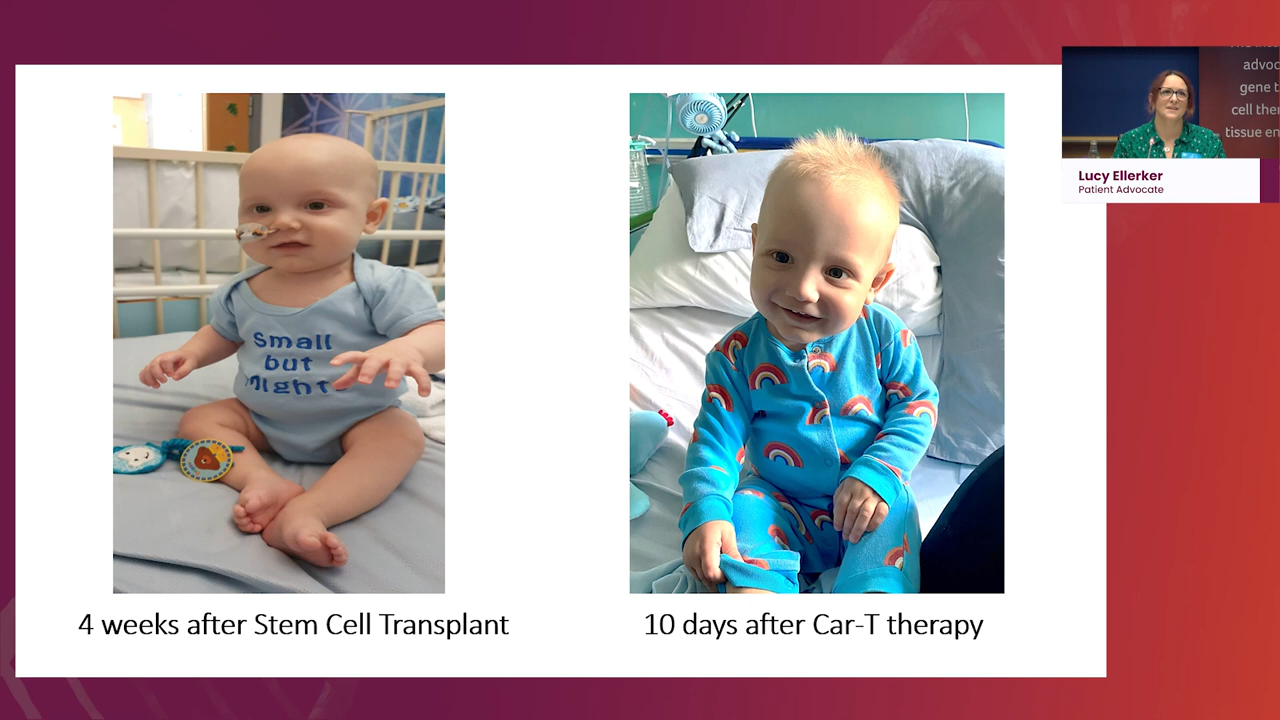 Small
but
advoc
gene t
cell ther
tissue en
Lucy Ellerker
Patient Advocate
4 weeks after Stem Cell Transplant
10 days after Car-T therapy